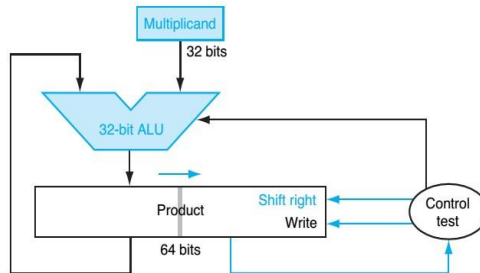 Multiplicand
32 bits
32-bit ALU
Product
Shift right
Write
64 bits
Control
test